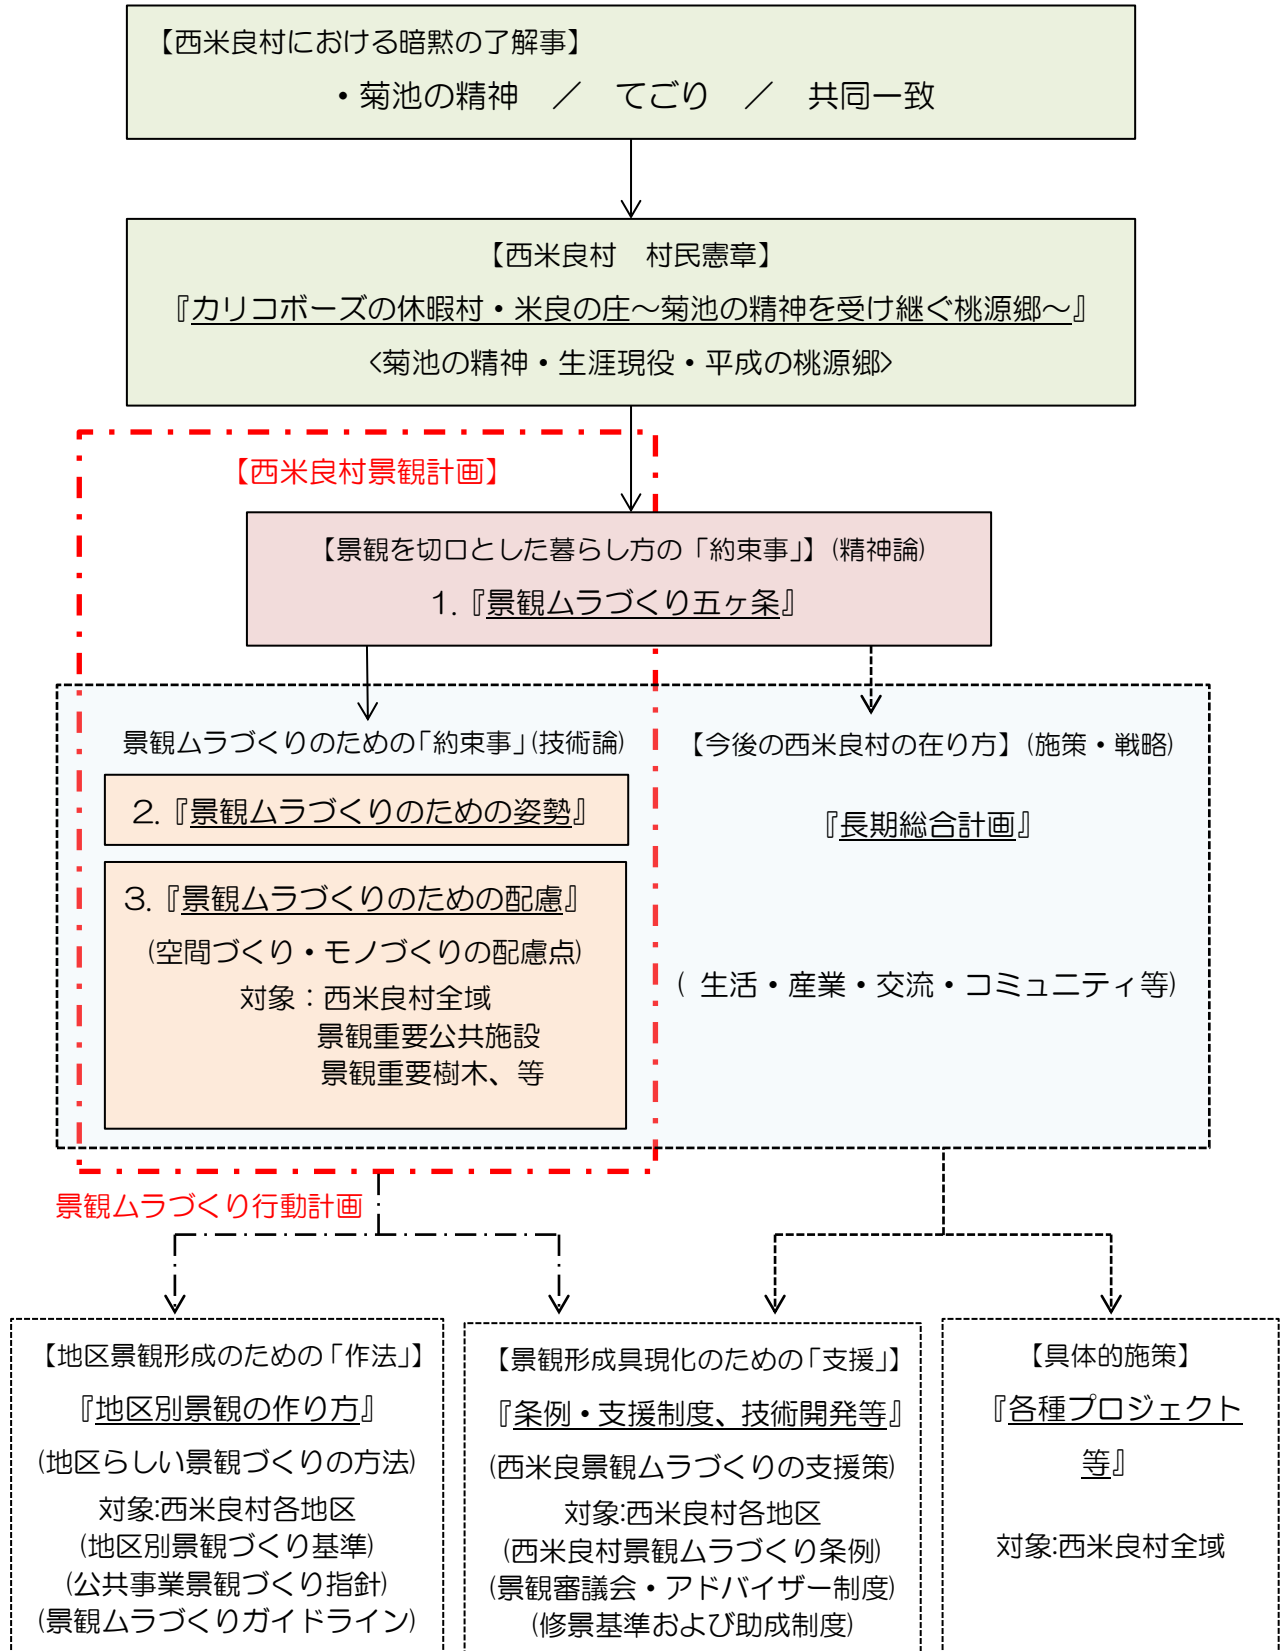 【西米良村における暗黙の了解事】
・菊池の精神　／　てごり　／　共同一致
【西米良村　村民憲章】
『カリコボーズの休暇村・米良の庄～菊池の精神を受け継ぐ桃源郷～』
<菊池の精神・生涯現役・平成の桃源郷>
【西米良村景観計画】
【景観を切口とした暮らし方の「約束事」】(精神論)
1.『景観ムラづくり五ヶ条』
景観ムラづくりのための「約束事」(技術論)
2.『景観ムラづくりのための姿勢』
3.『景観ムラづくりのための配慮』
(空間づくり・モノづくりの配慮点)
対象：西米良村全域
景観重要公共施設
景観重要樹木、等
【今後の西米良村の在り方】(施策・戦略)
『長期総合計画』
( 生活・産業・交流・コミュニティ等)
景観ムラづくり行動計画
【地区景観形成のための「作法」】
『地区別景観の作り方』
(地区らしい景観づくりの方法)
対象:西米良村各地区
(地区別景観づくり基準)
(公共事業景観づくり指針)
(景観ムラづくりガイドライン)
【景観形成具現化のための「支援」】
『条例・支援制度、技術開発等』
(西米良景観ムラづくりの支援策)
対象:西米良村各地区
(西米良村景観ムラづくり条例)
(景観審議会・アドバイザー制度)
(修景基準および助成制度)
【具体的施策】
『各種プロジェクト
等』
対象:西米良村全域